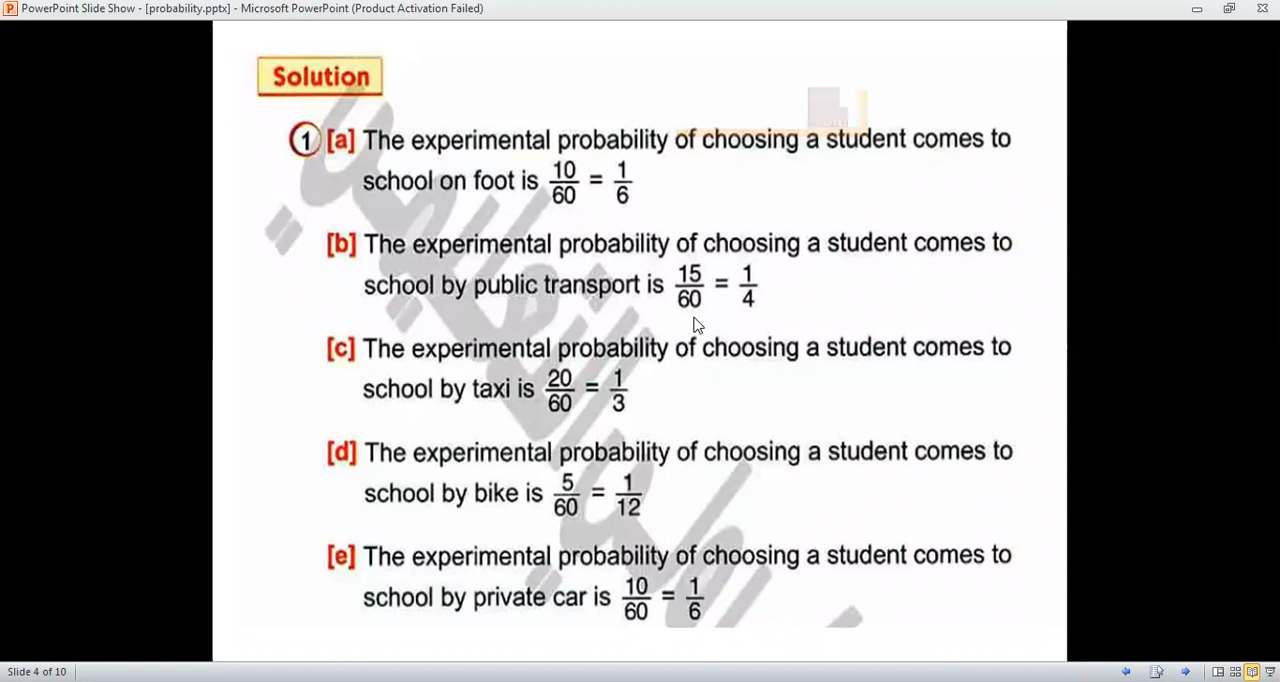 PowerPoint Slide Show - [probability.pptx] - Microsoft PowerPoint (Product Activation Failed)
Solution
1 [a] The experimental probability of choosing a student comes to
school on foot is 10/60 = 1/6
[b] The experimental probability of choosing a student comes to
school by public transport is 15/60 = 1/4
[c] The experimental probability of choosing a student comes to
school by taxi is 20/60 = 1/3
[d] The experimental probability of choosing a student comes to
school by bike is 5/60 = 1/12
[e] The experimental probability of choosing a student comes to
school by private car is 10/60 = 1/6
Slide 4 of 10